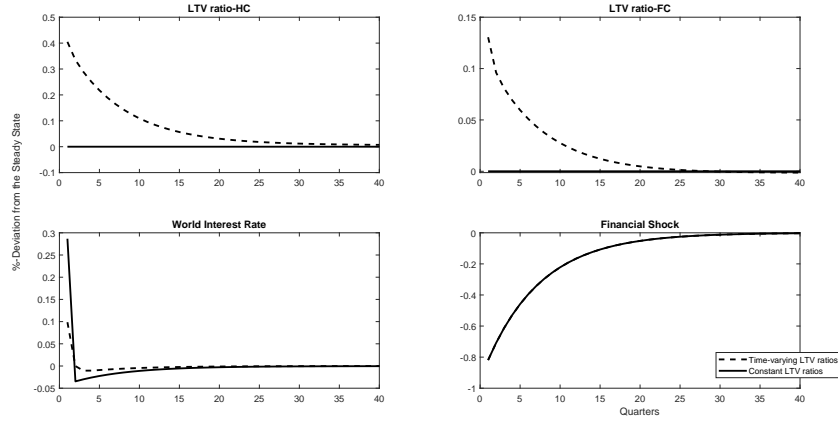 LTV ratio-HC
0.5
0.4
0.3
0.2
0.1
0
-0.1
0 5 10 15 20 25 30 35 40
LTV ratio-FC
0.15
0.1
0.05
0
0 5 10 15 20 25 30 35 40
%-Deviation from the Steady State
World Interest Rate
0.3
0.25
0.2
0.15
0.1
0.05
0
-0.05
0 5 10 15 20 25 30 35 40
Financial Shock
0
-0.2
-0.4
-0.6
-0.8
-1
0 5 10 15 20 25 30 35 40
Quarters
Time-varying LTV ratios
Constant LTV ratios